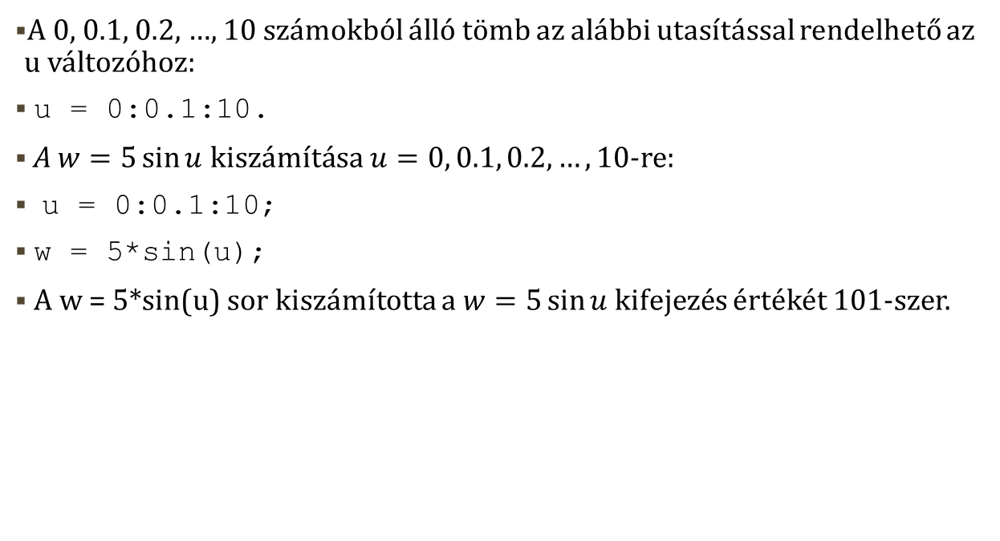 ▪A 0, 0.1, 0.2, …, 10 számokból álló tömb az alábbi utasítással rendelhető az
u változóhoz:
▪ u = 0:0.1:10.
▪ A w = 5 sin u kiszámítása u = 0, 0.1, 0.2, … , 10-re:
▪ u = 0:0.1:10;
▪ w = 5*sin(u);
▪ A w = 5*sin(u) sor kiszámította a w = 5 sin u kifejezés értékét 101-szer.